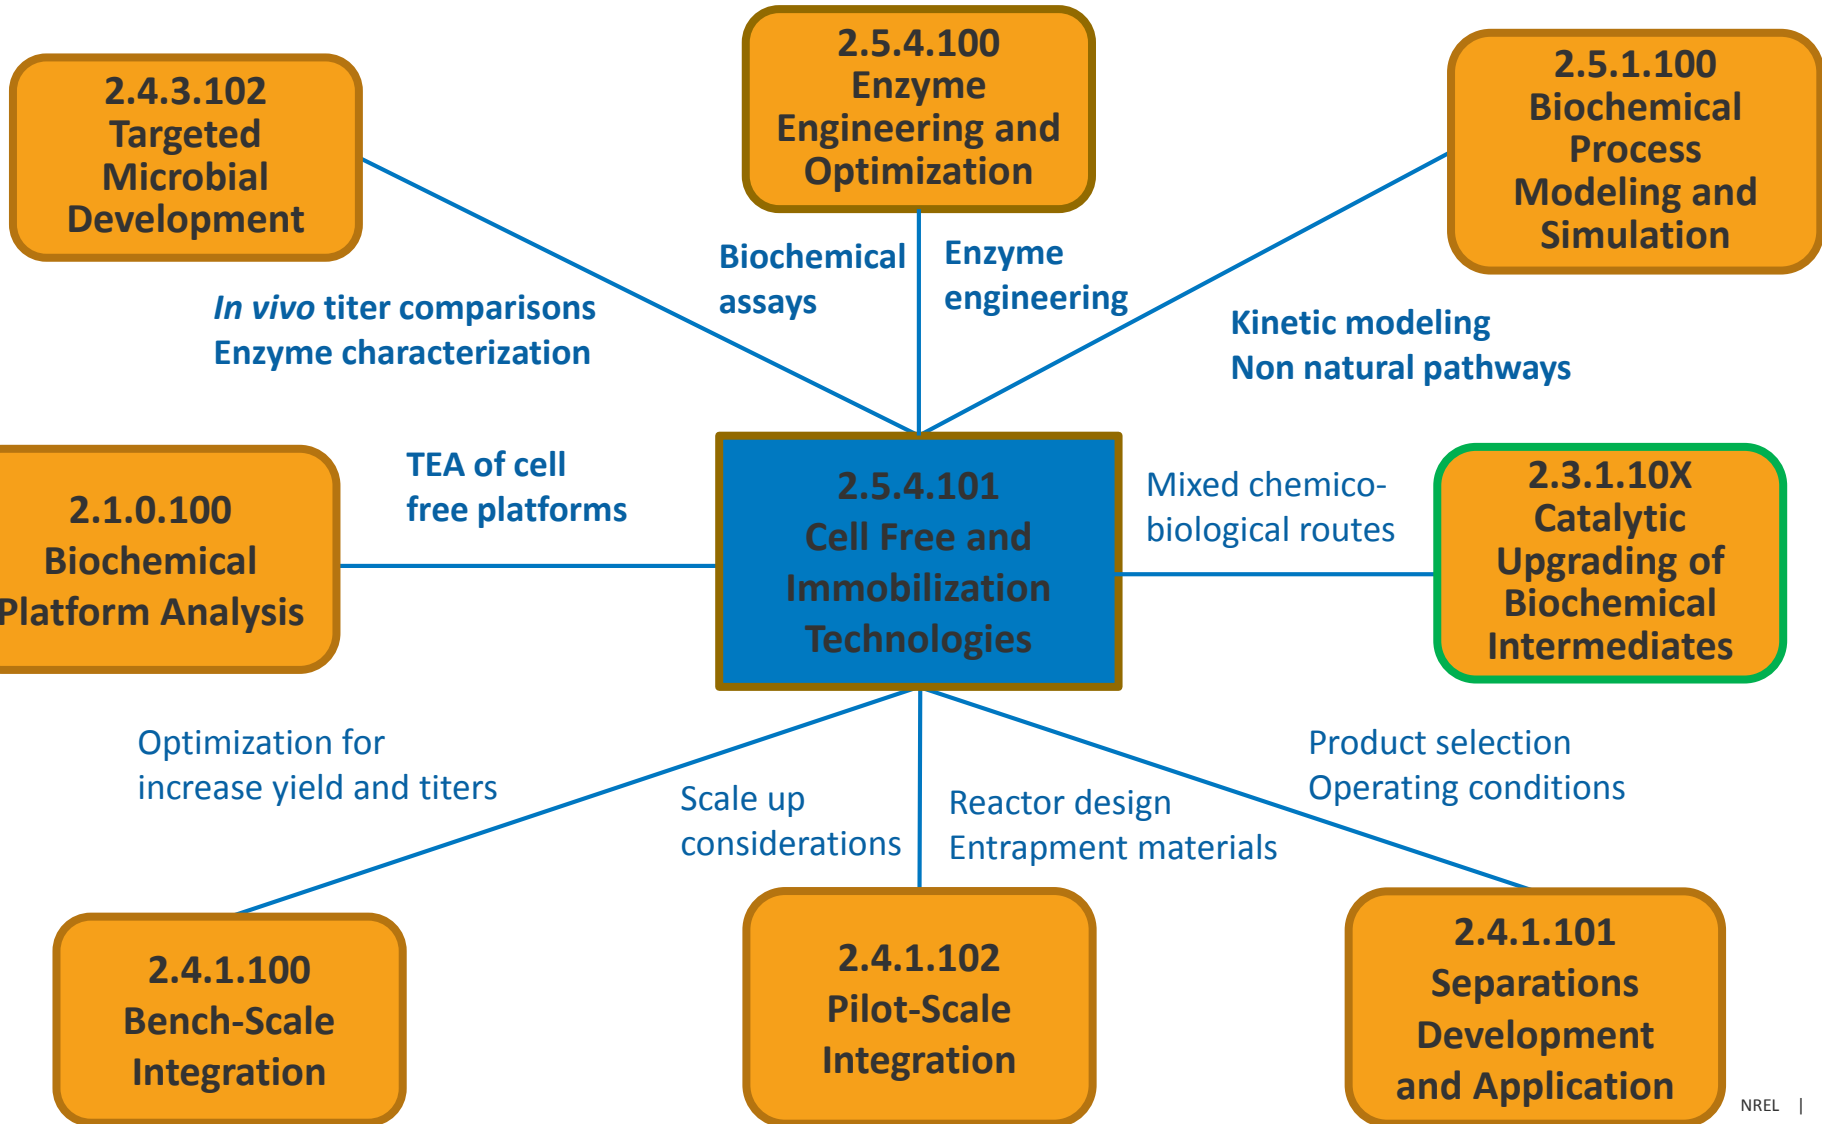 2.4.3.102
Targeted
Microbial
Development
2.5.4.100
Enzyme
Engineering and
Optimization
2.5.1.100
Biochemical
Process
Modeling and
Simulation
In vivo titer comparisons
Enzyme characterization
Biochemical
assays
Enzyme
engineering
Kinetic modeling
Non natural pathways
2.1.0.100
Biochemical
Platform Analysis
TEA of cell
free platforms
2.5.4.101
Cell Free and
Immobilization
Technologies
Mixed chemico-
biological routes
2.3.1.10X
Catalytic
Upgrading of
Biochemical
Intermediates
Optimization for
increase yield and titers
Scale up
considerations
Reactor design
Entrapment materials
Product selection
Operating conditions
2.4.1.100
Bench-Scale
Integration
2.4.1.102
Pilot-Scale
Integration
2.4.1.101
Separations
Development
and Application
NREL |